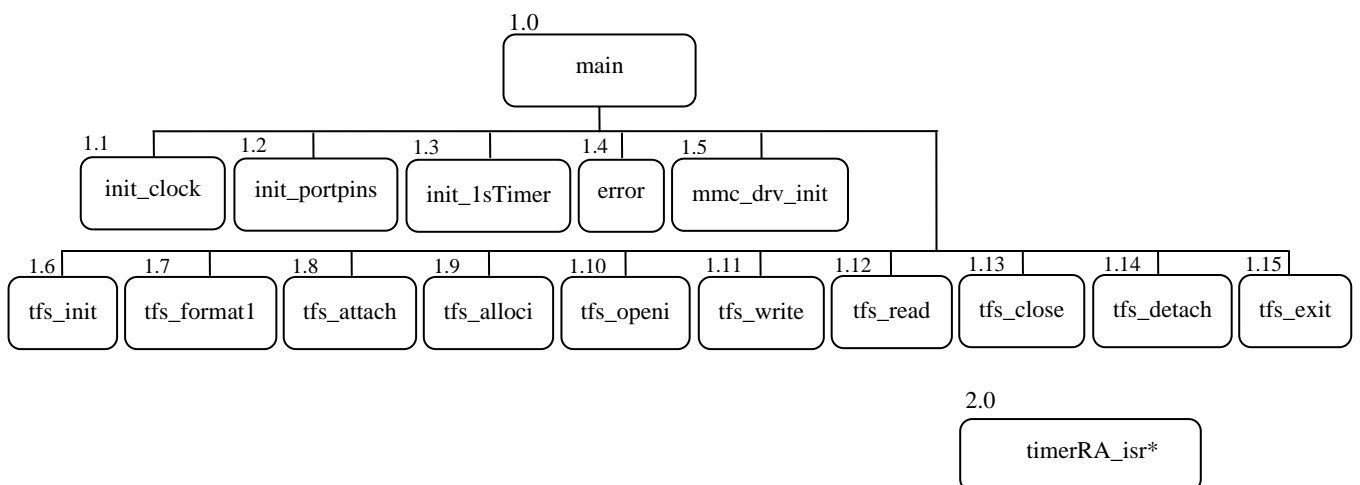 1.0
main
1.1 1.2 1.3 1.4 1.5
init_clock init_portpins init_1sTimer error mmc_drv_init
1.6 1.7 1.8 1.9 1.10 1.11 1.12 1.13 1.14 1.15
tfs_init tfs_format1 tfs_attach tfs_alloci tfs_openi tfs_write tfs_read tfs_close tfs_detach tfs_exit
2.0
timerRA_isr*